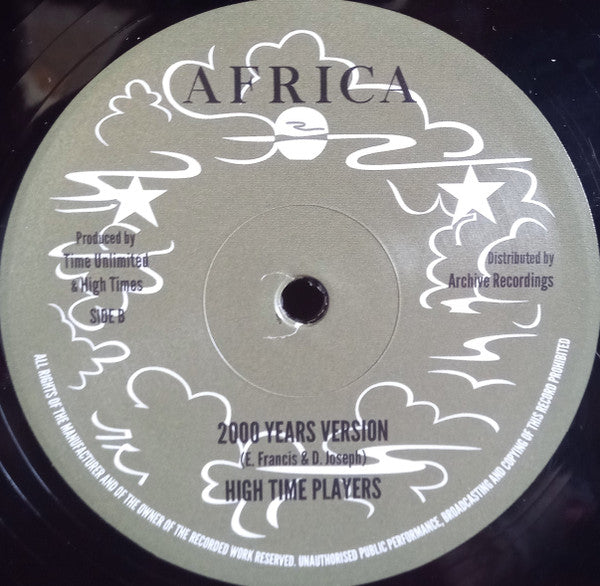 AFRICA
Produced by
Time Unlimited
& High Times
SIDE B
Distributed by
Archive Recordings
2000 YEARS VERSION
(E. Francis & D. Joseph)
HIGH TIME PLAYERS
ALL RIGHTS OF THE MANUFACTURER AND OF THE OWNER OF THE RECORDED WORK RESERVED. UNAUTHORISED PUBLIC PERFORMANCE, BROADCASTING AND COPYING OF THIS RECORD PROHIBITED